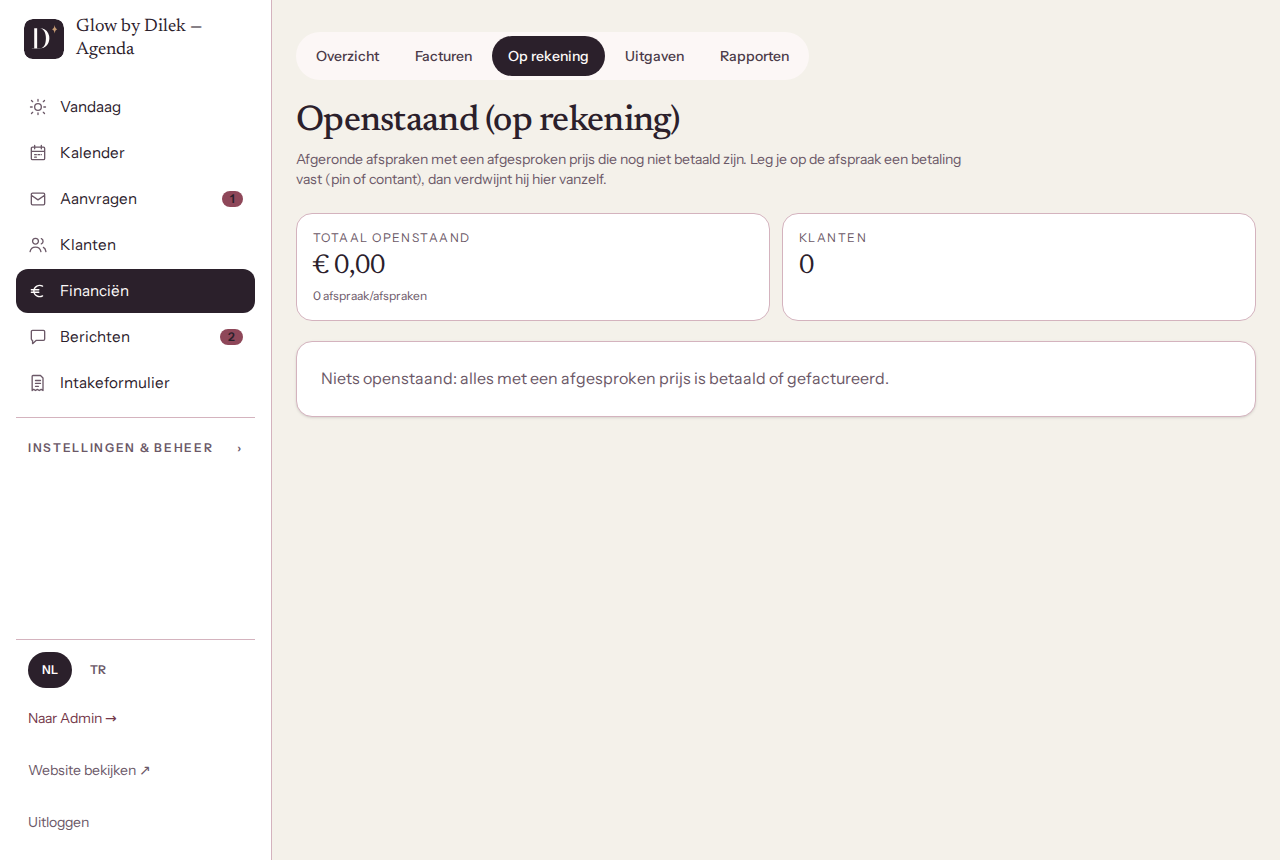 D
Glow by Dilek –
Agenda
Vandaag
Kalender
Aanvragen 1
Klanten
€ Financiën
Berichten 2
Intakeformulier
INSTELLINGEN & BEHEER ›
NL TR
Naar Admin →
Website bekijken ↗
Uitloggen
Overzicht Facturen Op rekening Uitgaven Rapporten
Openstaand (op rekening)
Afgeronde afspraken met een afgesproken prijs die nog niet betaald zijn. Leg je op de afspraak een betaling
vast (pin of contant), dan verdwijnt hij hier vanzelf.
TOTAAL OPENSTAAND
€ 0,00
0 afspraak/afspraken
KLANTEN
0
Niets openstaand: alles met een afgesproken prijs is betaald of gefactureerd.